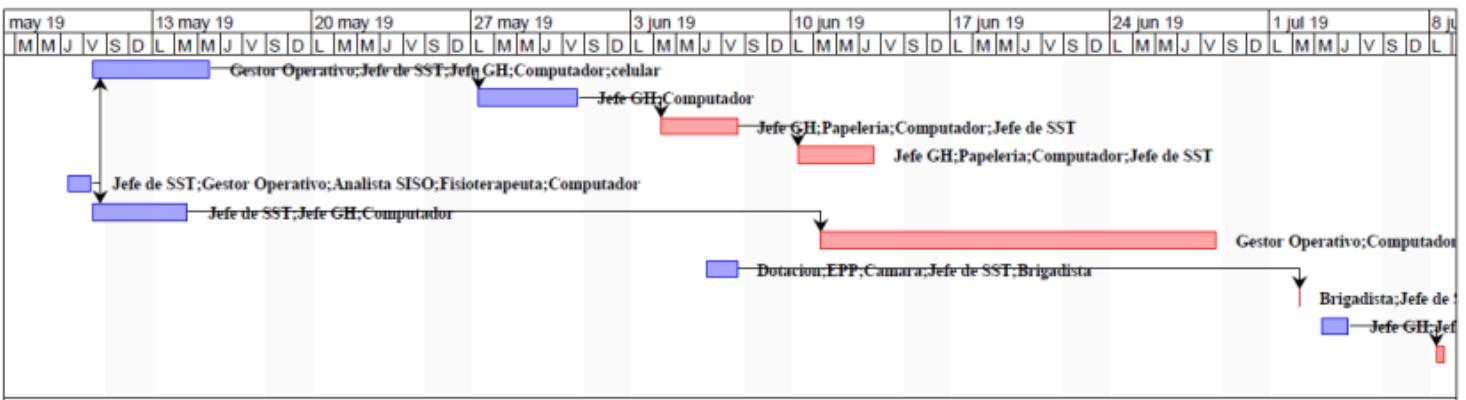 may 19 13 may 19 20 may 19 27 may 19 3 jun 19 10 jun 19 17 jun 19 24 jun 19 1 jul 19 8 ju
M M J V S D L M M J V S D L M M J V S D L M M J V S D L M M J V S D L M M J V S D L M M J V S D L M M J V S D L M M J V S D L
Gestor Operativo;Jefe de SST;Jefe GH;Computador;celular
Jefe GH;Computador
Jefe GH;Papeleria;Computador;Jefe de SST
Jefe GH;Papeleria;Computador;Jefe de SST
Jefe de SST;Gestor Operativo;Analista SISO;Fisioterapeuta;Computador
Jefe de SST;Jefe GH;Computador
Gestor Operativo;Computador
Dotacion;EPP;Camara;Jefe de SST;Brigadista
Brigadista;Jefe de
Jefe GH;Jef